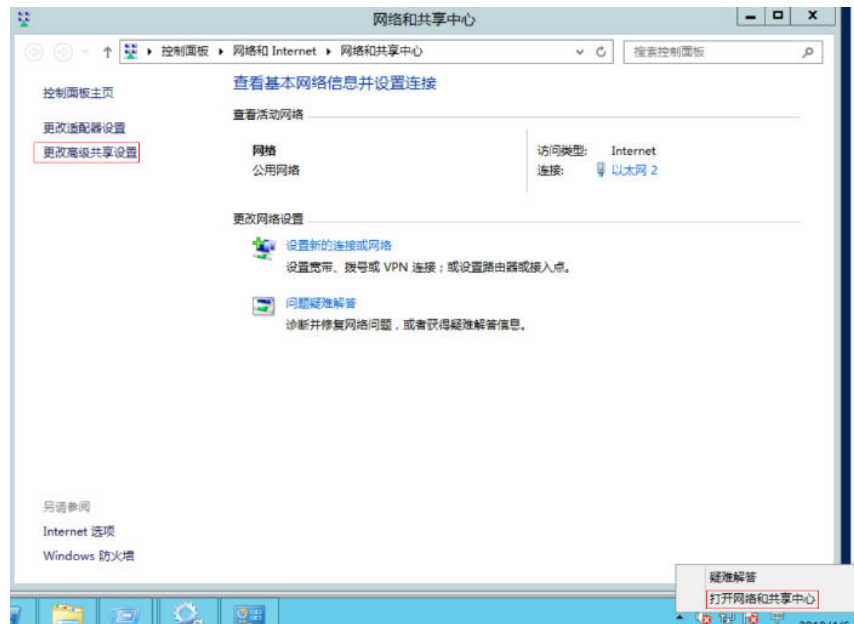 网络和共享中心
控制面板 网络和 Internet 网络和共享中心
搜索控制面板
控制面板主页
更改适配器设置
更改高级共享设置
查看基本网络信息并设置连接
查看活动网络
网络
公用网络
访问类型: Internet
连接: 以太网 2
更改网络设置
设置新的连接或网络
设置宽带、拨号或 VPN 连接；或设置路由器或接入点。
问题疑难解答
诊断并修复网络问题，或者获得疑难解答信息。
另请参阅
Internet 选项
Windows 防火墙
疑难解答
打开网络和共享中心